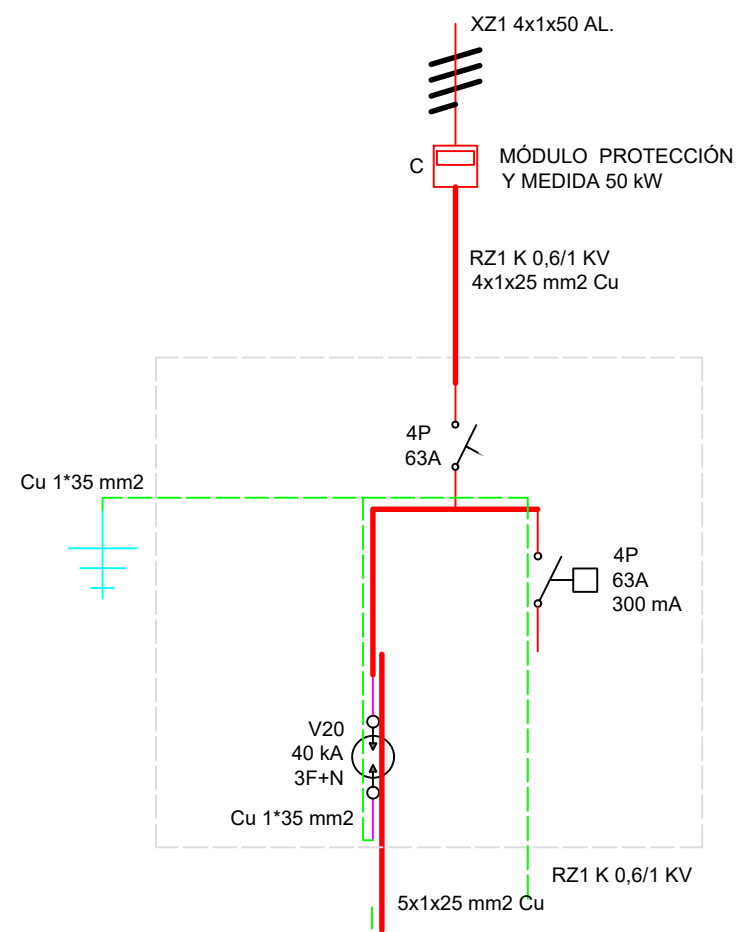 XZ1 4x1x50 AL.
C
MÓDULO PROTECCIÓN
Y MEDIDA 50 kW
RZ1 K 0,6/1 KV
4x1x25 mm2 Cu
4P
63A
Cu 1*35 mm2
4P
63A
300 mA
V20
40 kA
3F+N
Cu 1*35 mm2
RZ1 K 0,6/1 KV
5x1x25 mm2 Cu